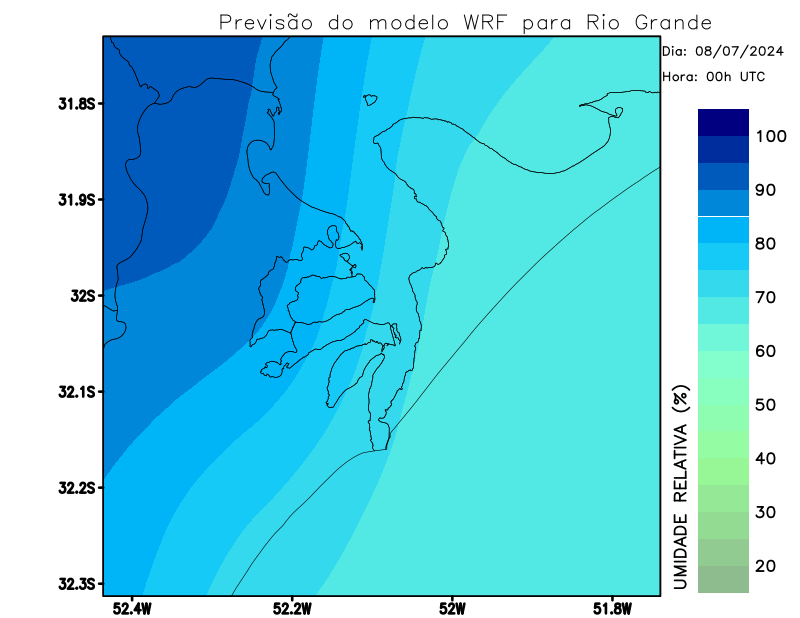 Previsão do modelo WRF para Rio Grande
Dia: 08/07/2024
Hora: 00h UTC
31.8S
31.9S
32S
32.1S
32.2S
32.3S
52.4W
52.2W
52W
51.8W
100
90
80
70
60
50
40
30
20
UMIDADE RELATIVA (%)